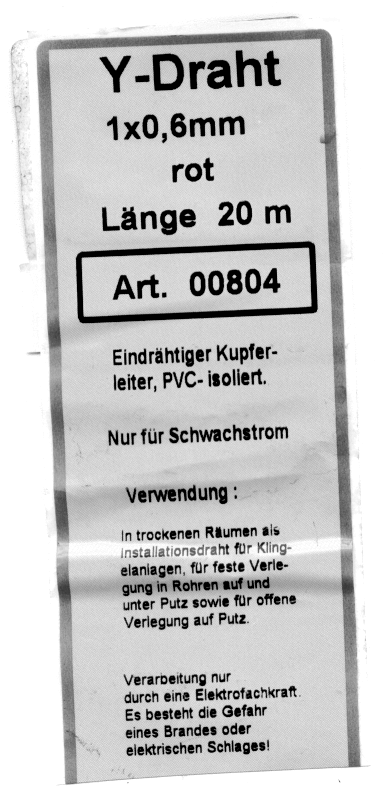 Y-Draht
1x0,6mm
rot
Länge 20 m
Art. 00804
Eindrähtiger Kupfer-
leiter, PVC- isoliert.
Nur für Schwachstrom
Verwendung :
In trockenen Räumen als
Installationsdraht für Kling-
elanlagen, für feste Verle-
gung in Rohren auf und
unter Putz sowie für offene
Verlegung auf Putz.
Verarbeitung nur
durch eine Elektrofachkraft.
Es besteht die Gefahr
eines Brandes oder
elektrischen Schlages!